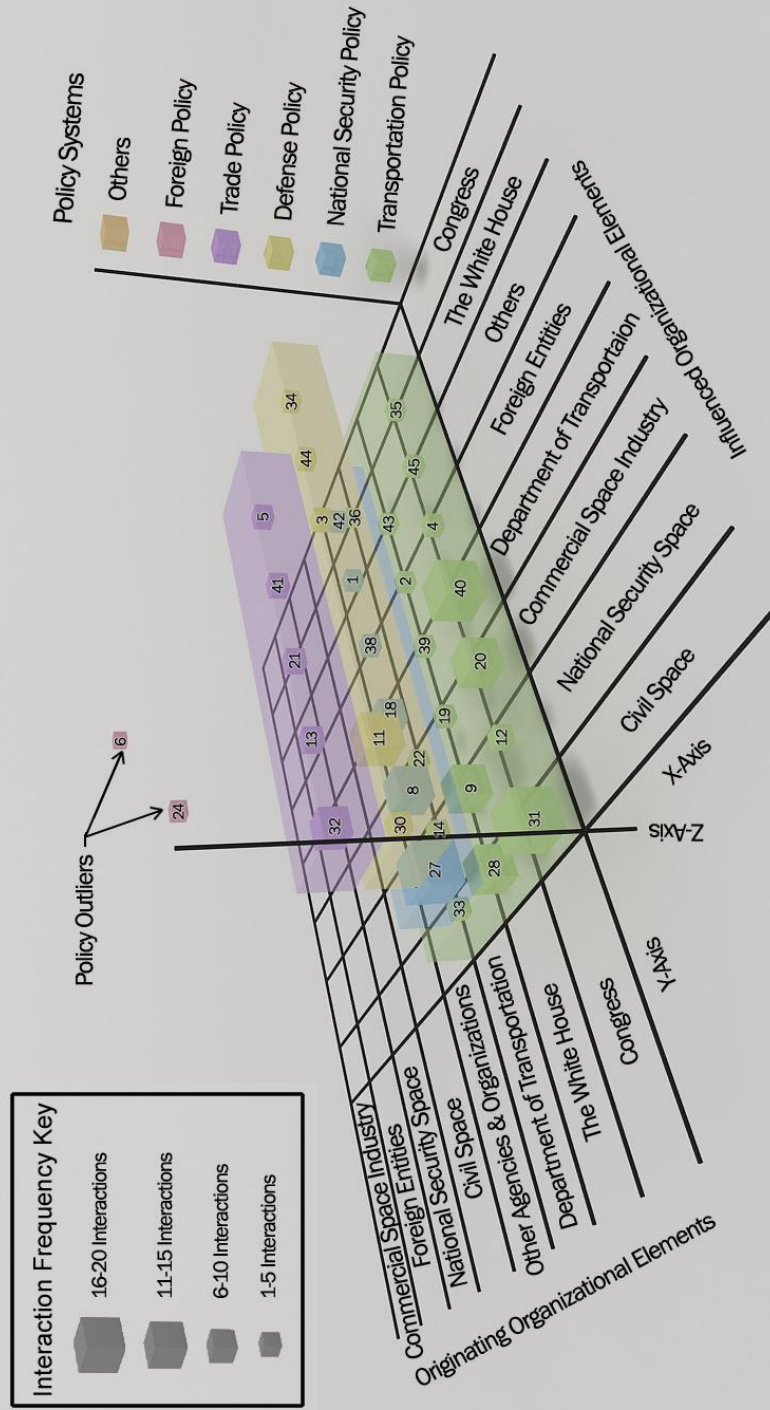 Interaction Frequency Key
16-20 Interactions
11-15 Interactions
6-10 Interactions
1-5 Interactions
Policy Outliers
6
24
Policy Systems
Others
Foreign Policy
Trade Policy
Defense Policy
National Security Policy
Transportation Policy
5
41
21
13
32
34
44
3
42
36
1
38
18
11
22
8
30
14
27
33
35
45
43
4
2
40
39
20
19
12
9
31
28
Congress
The White House
Others
Foreign Entities
Department of Transportaion
Commercial Space Industry
National Security Space
Civil Space
Influenced Organizational Elements
X-Axis
Z-Axis
Y-Axis
Commercial Space Industry
Foreign Entities
National Security Space
Civil Space
Other Agencies & Organizations
Department of Transportation
The White House
Congress
Originating Organizational Elements